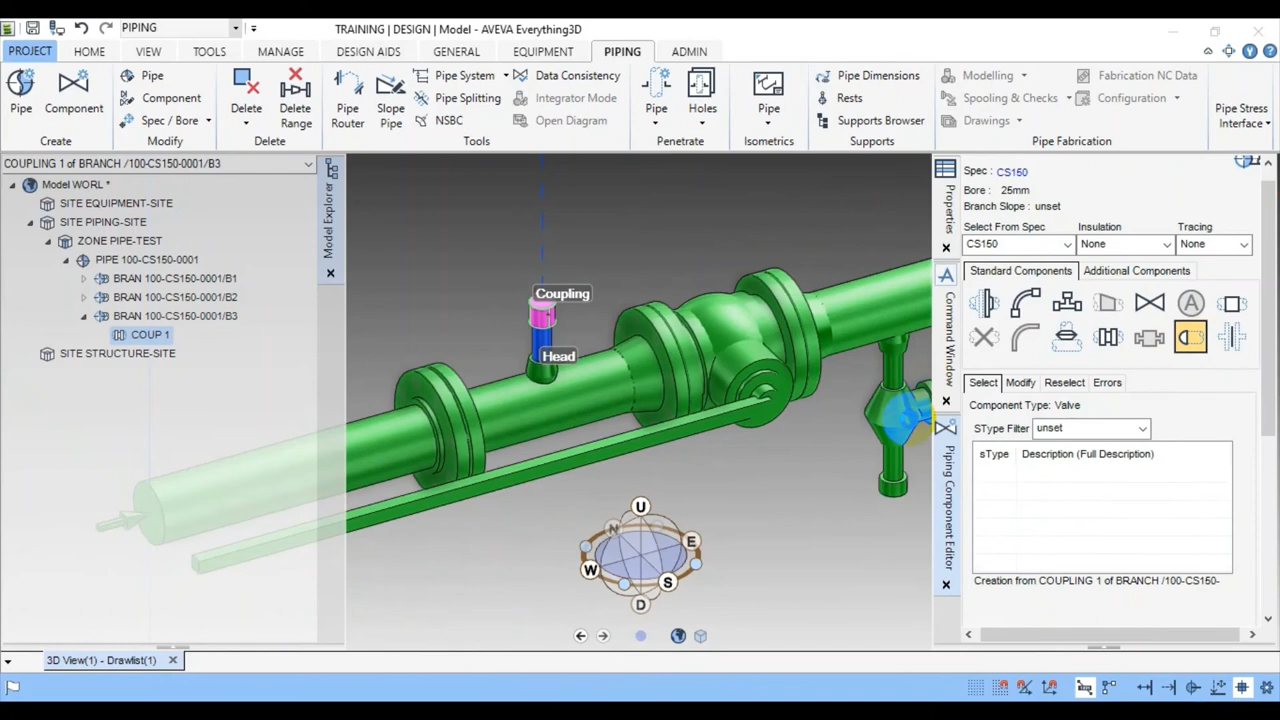 PIPING
TRAINING | DESIGN | Model - AVEVA Everything3D
PROJECT HOME VIEW TOOLS MANAGE DESIGN AIDS GENERAL EQUIPMENT PIPING ADMIN
Pipe
Component
Create
Pipe
Component
Spec / Bore
Modify
Delete
Delete Range
Delete
Pipe Router
Slope Pipe
Pipe System
Pipe Splitting
NSBC
Data Consistency
Integrator Mode
Open Diagram
Tools
Pipe
Holes
Penetrate
Pipe
Isometrics
Pipe Dimensions
Rests
Supports Browser
Supports
Modelling
Spooling & Checks
Drawings
Fabrication NC Data
Configuration
Pipe Fabrication
Pipe Stress Interface
COUPLING 1 of BRANCH /100-CS150-0001/B3
Model WORL *
SITE EQUIPMENT-SITE
SITE PIPING-SITE
ZONE PIPE-TEST
PIPE 100-CS150-0001
BRAN 100-CS150-0001/B1
BRAN 100-CS150-0001/B2
BRAN 100-CS150-0001/B3
COUP 1
SITE STRUCTURE-SITE
Model Explorer
Coupling
Head
U
N
E
W
S
D
Properties
Command Window
Piping Component Editor
Spec : CS150
Bore : 25mm
Branch Slope : unset
Select From Spec Insulation Tracing
CS150 None None
Standard Components Additional Components
A
Select Modify Reselect Errors
Component Type: Valve
SType Filter unset
sType Description (Full Description)
Creation from COUPLING 1 of BRANCH /100-CS150-
3D View(1) - Drawlist(1)